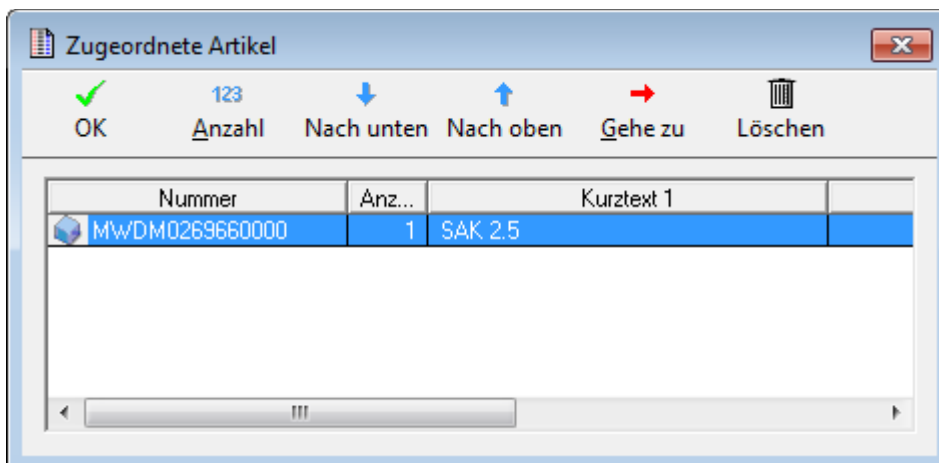 Zugeordnete Artikel
123
OK Anzahl Nach unten Nach oben Gehe zu Löschen
Nummer Anz... Kurztext 1
MWDM0269660000 1 SAK 2.5